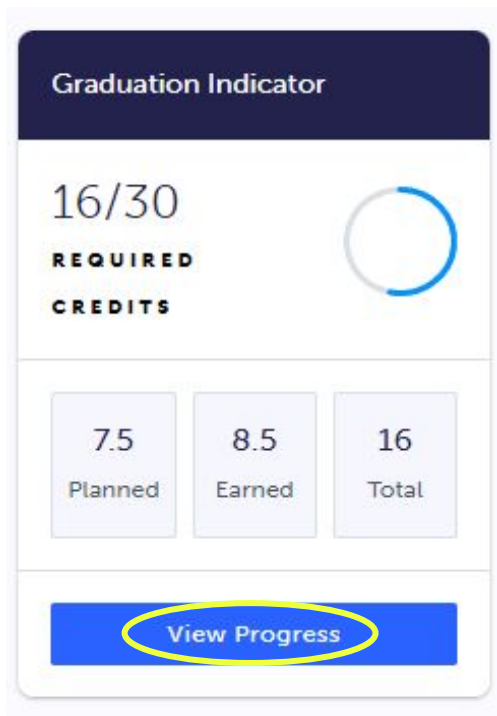 Graduation Indicator
16/30
REQUIRED
CREDITS
7.5 8.5 16
Planned Earned Total
View Progress